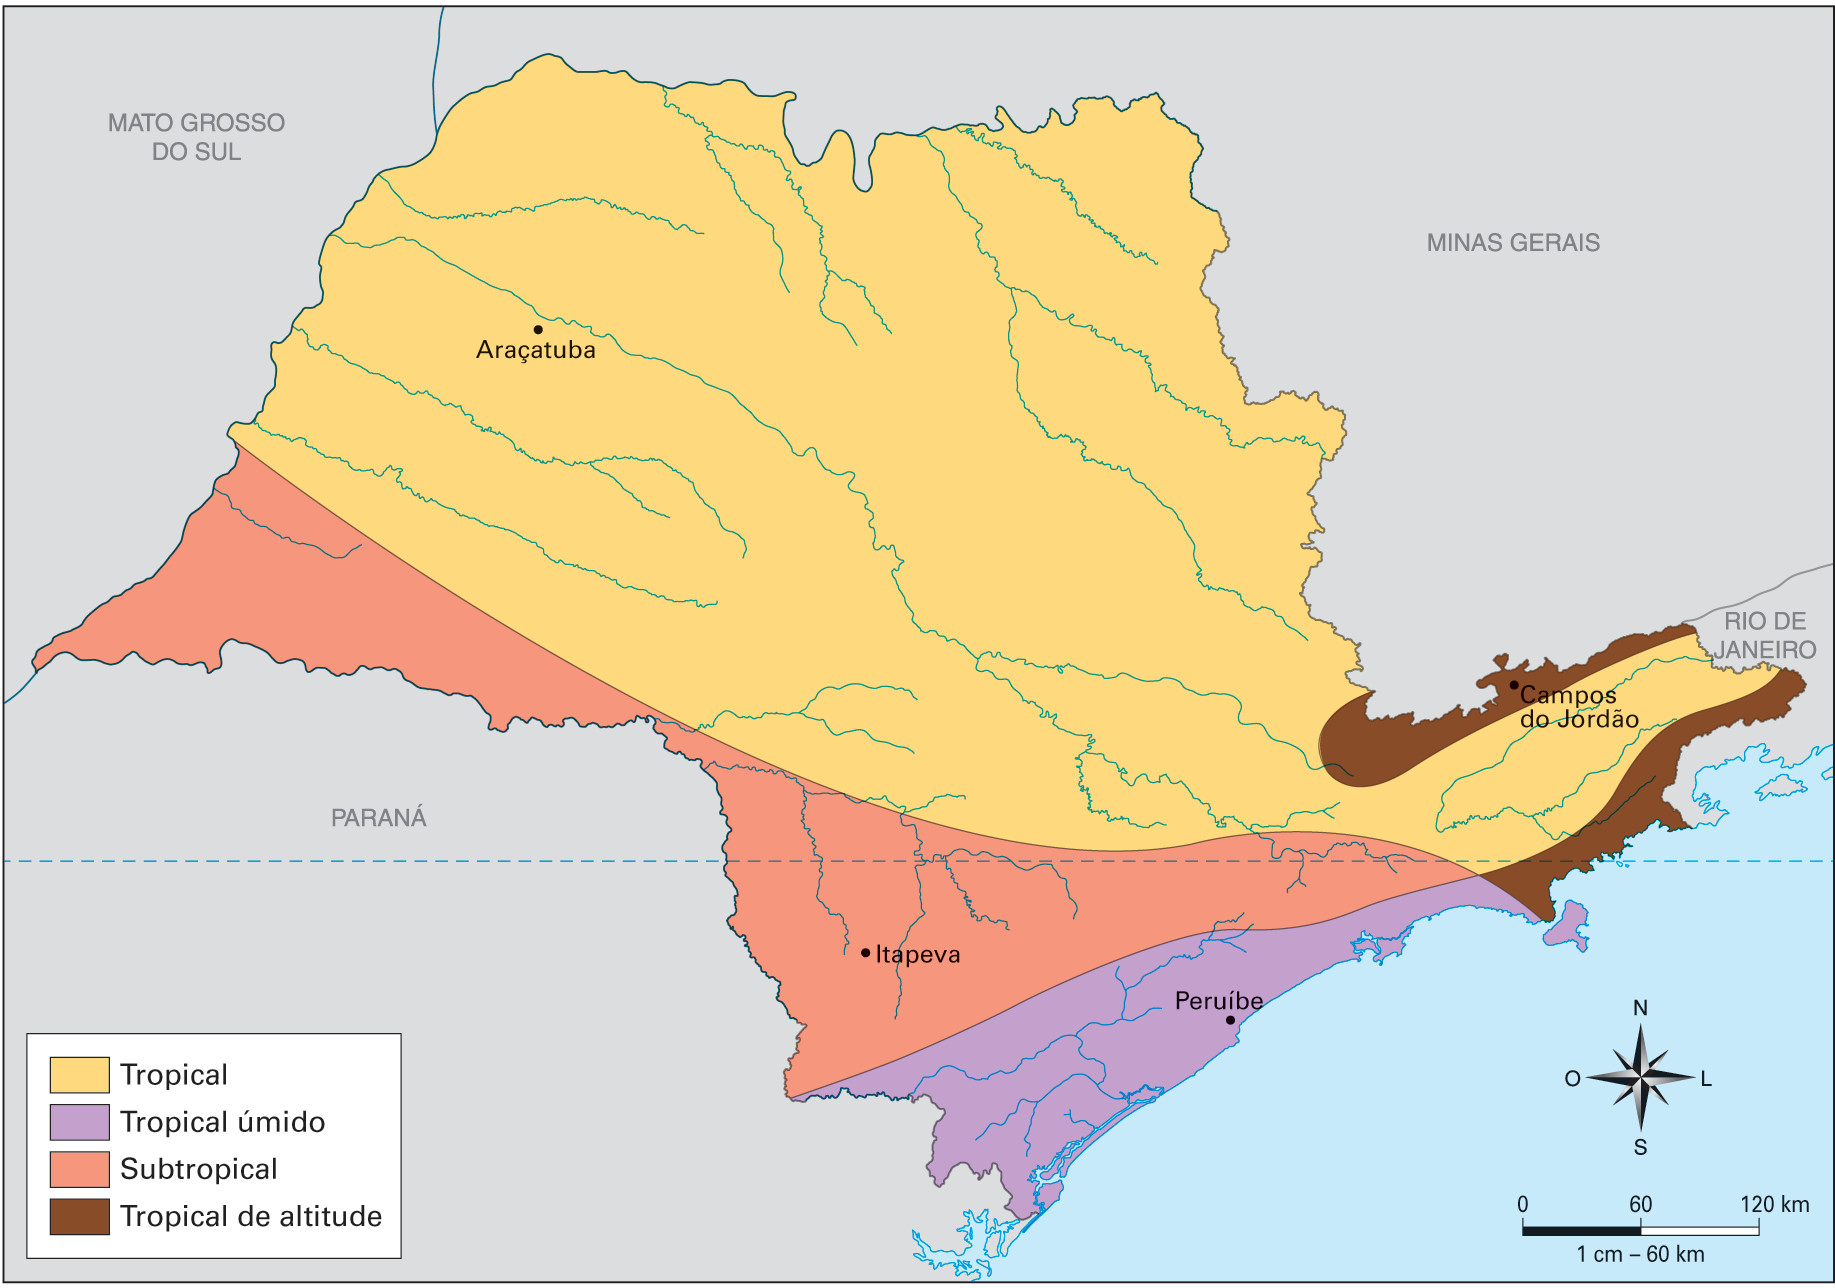 MATO GROSSO
DO SUL
MINAS GERAIS
Araçatuba
RIO DE
JANEIRO
Campos
do Jordão
PARANÁ
Itapeva
Peruíbe
N
O
L
S
Tropical
Tropical úmido
Subtropical
Tropical de altitude
0 60 120 km
1 cm – 60 km